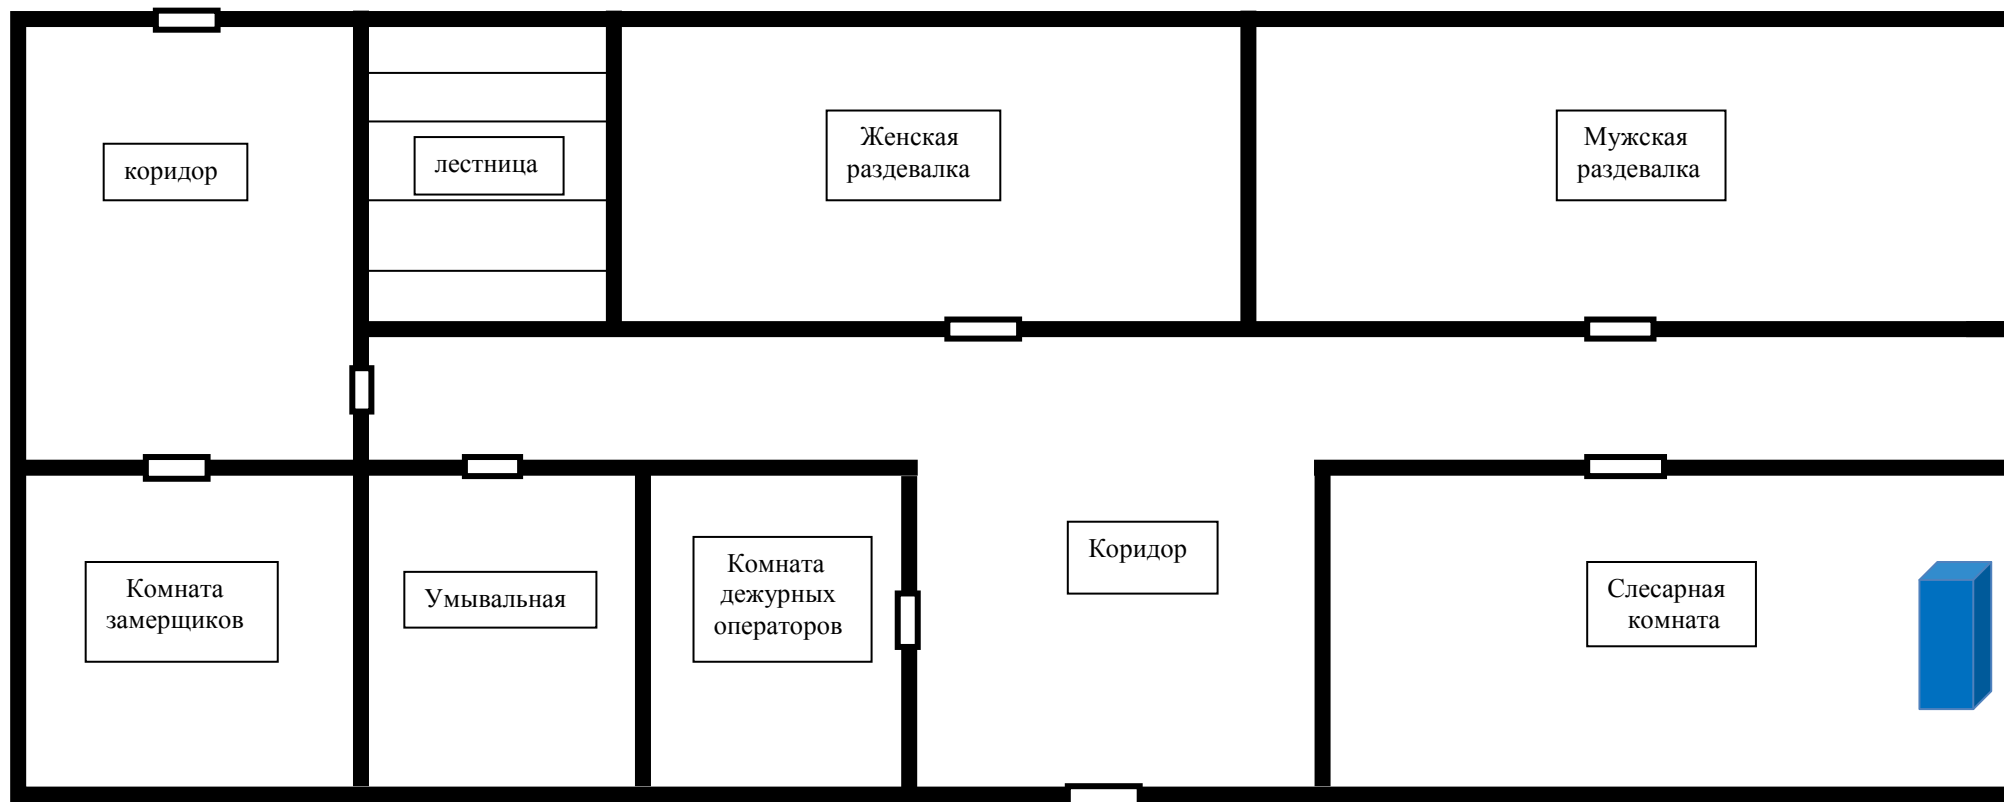 коридор
лестница
Женская
раздевалка
Мужская
раздевалка
Комната
замерщиков
Умывальная
Комната
дежурных
операторов
Коридор
Слесарная
комната